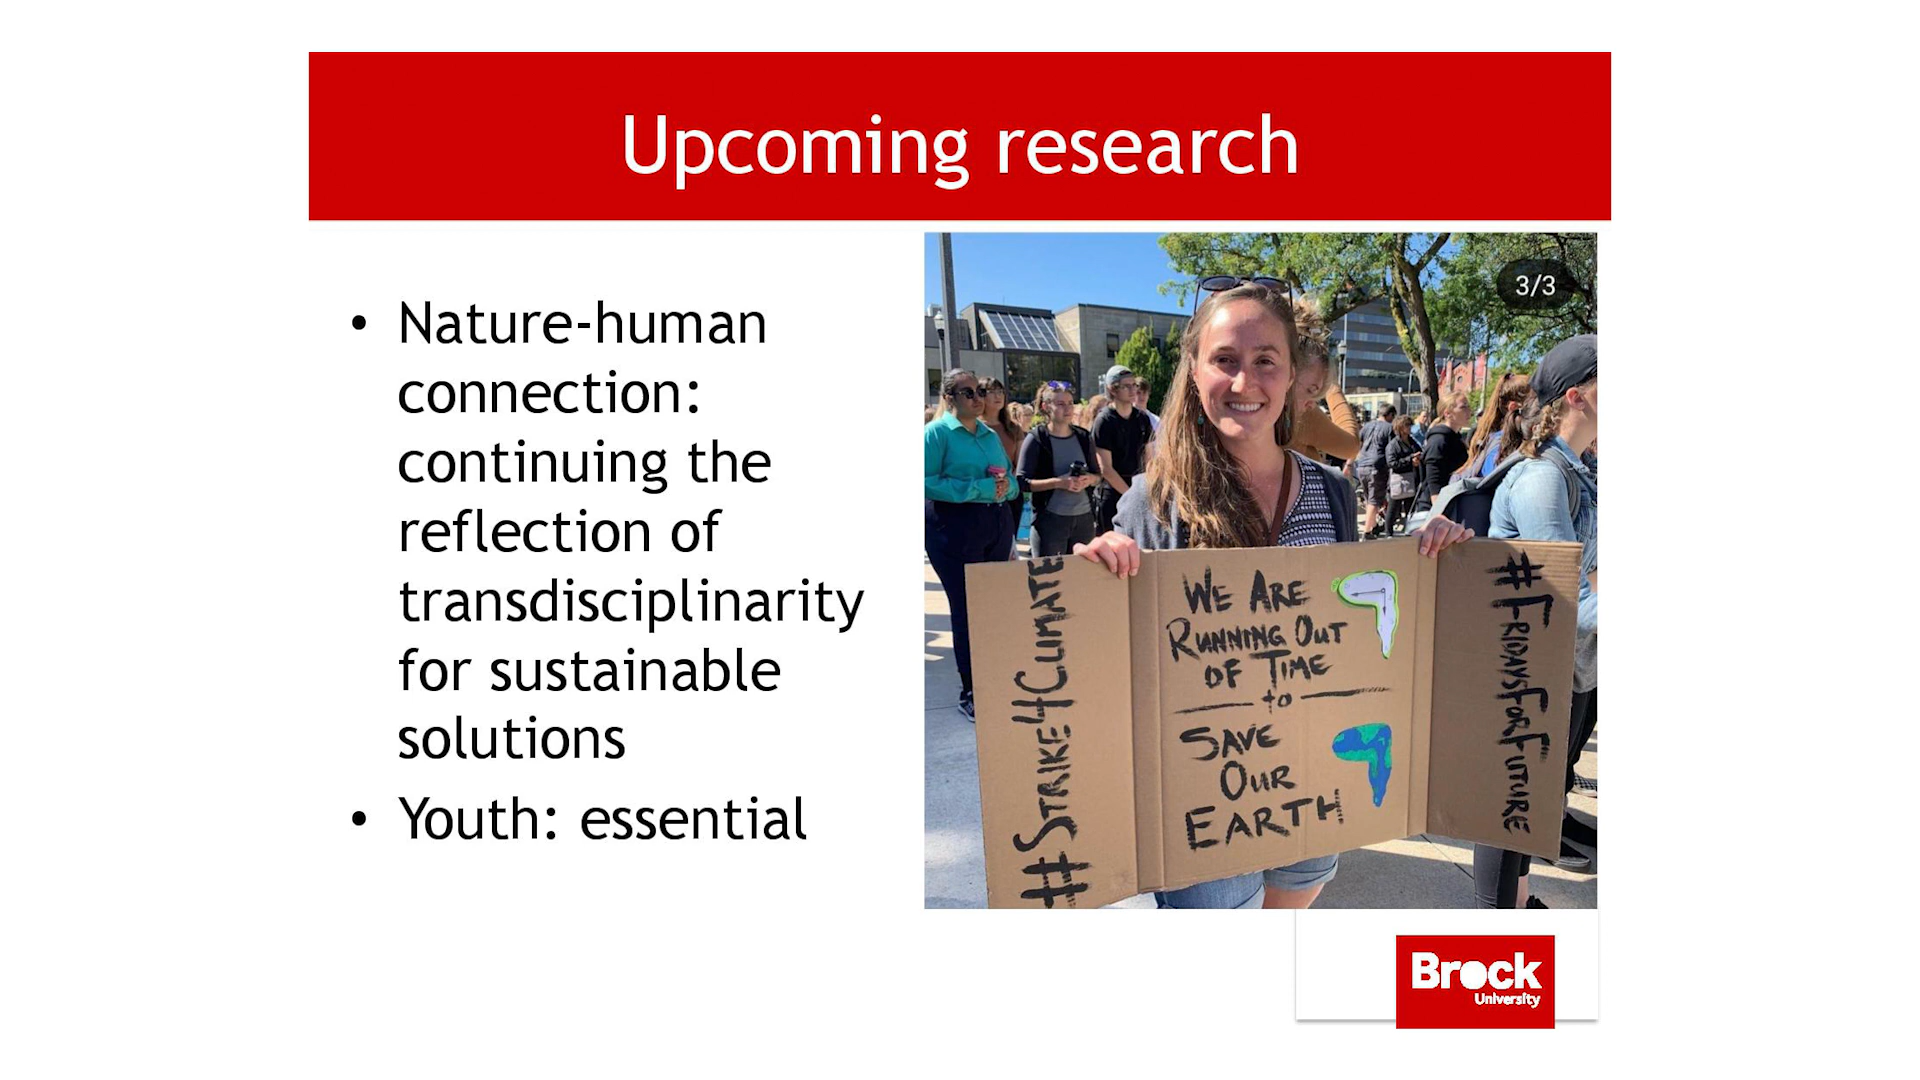 Upcoming research
• Nature-human
connection:
continuing the
reflection of
transdisciplinarity
for sustainable
solutions
• Youth: essential
3/3
#STRIKE4CLIMATE
WE ARE
RUNNING OUT
OF TIME
to
SAVE
OUR
EARTH
#FRIDAYSFORFUTURE
Brock
University